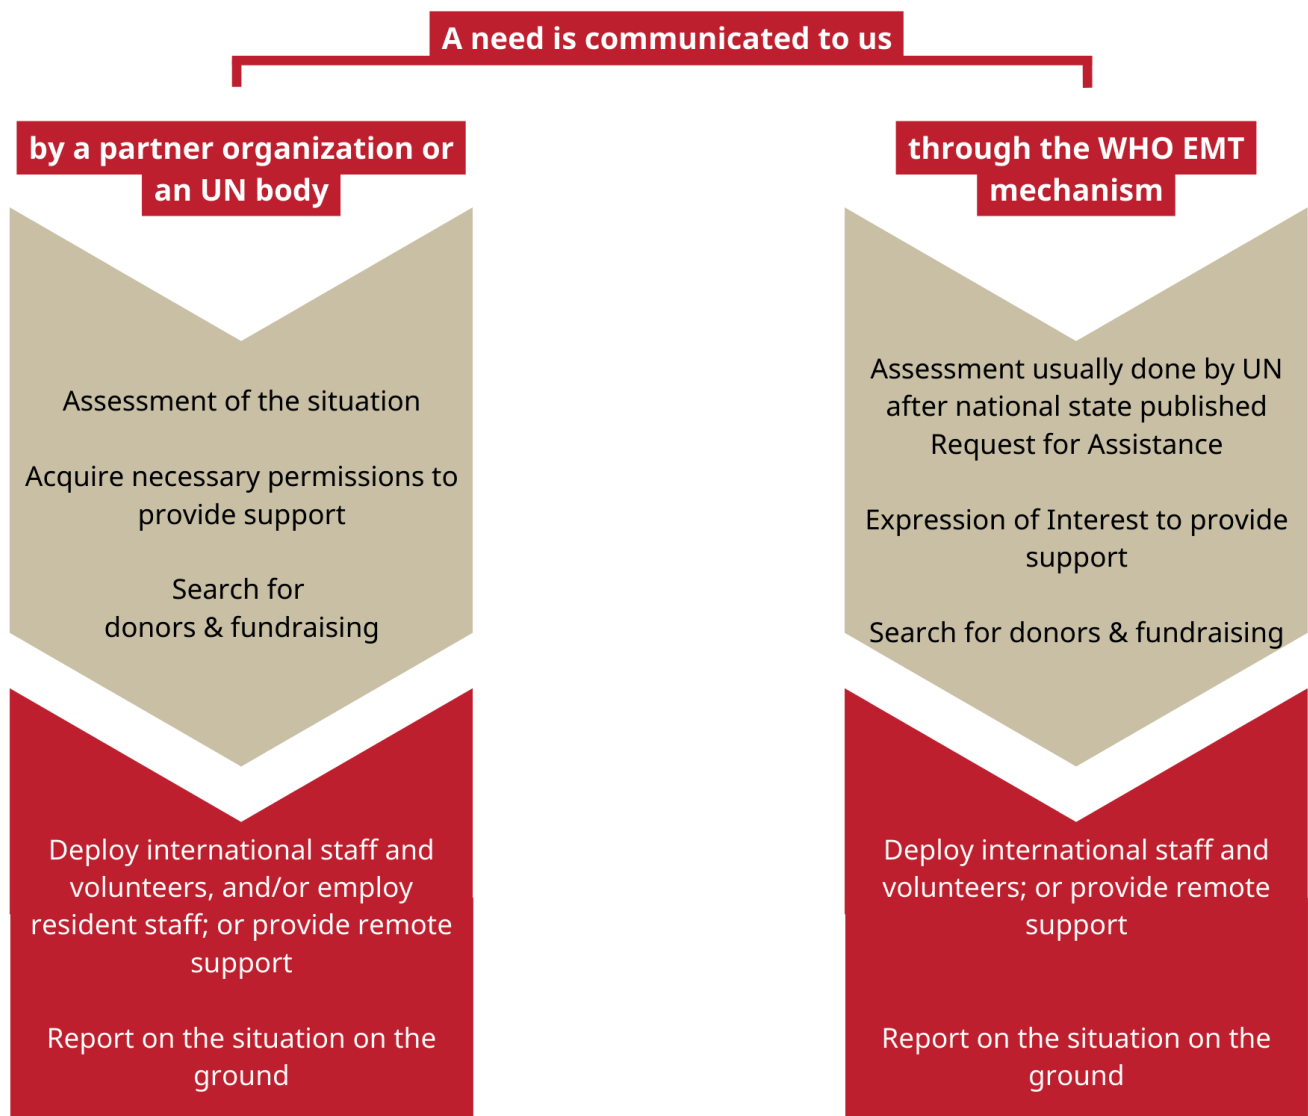 A need is communicated to us
by a partner organization or
an UN body
Assessment of the situation
Acquire necessary permissions to
provide support
Search for
donors & fundraising
Deploy international staff and
volunteers, and/or employ
resident staff; or provide remote
support
Report on the situation on the
ground
through the WHO EMT
mechanism
Assessment usually done by UN
after national state published
Request for Assistance
Expression of Interest to provide
support
Search for donors & fundraising
Deploy international staff and
volunteers; or provide remote
support
Report on the situation on the
ground